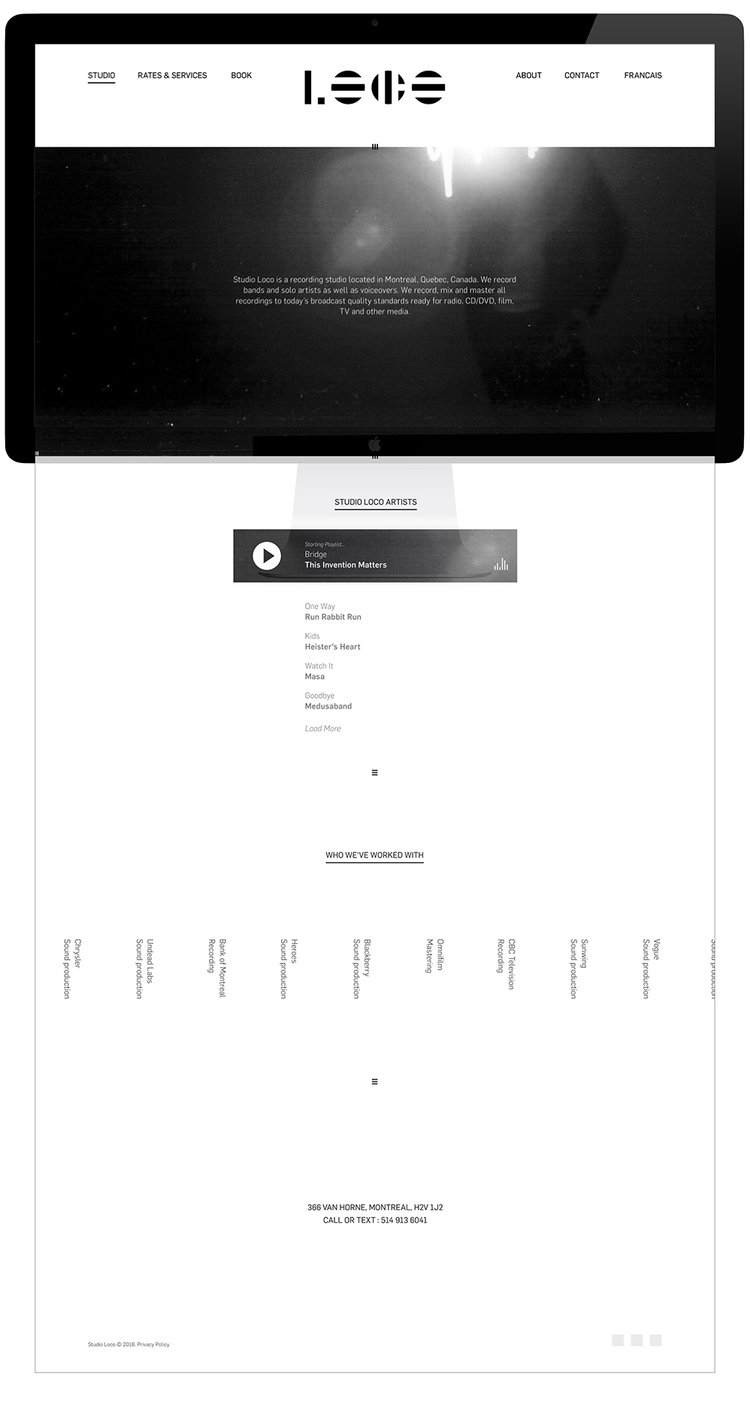 STUDIO
RATES & SERVICES
BOOK
LOCO
ABOUT
CONTACT
FRANCAIS
Studio Loco is a recording studio located in Montreal, Quebec, Canada. We record
bands and solo artists as well as voiceovers. We record, mix and master all
recordings to today's broadcast quality standards ready for radio, CD/DVD, film,
TV and other media.
STUDIO LOCO ARTISTS
Starting Playlist...
Bridge
This Invention Matters
One Way
Run Rabbit Run
Kids
Heister's Heart
Watch It
Masa
Goodbye
Medusaband
Load More
WHO WE'VE WORKED WITH
Chrysler
Sound production
Undead Labs
Sound production
Bank of Montreal
Recording
Heroes
Sound production
Blackberry
Sound production
Omnifilm
Mastering
CBC Television
Recording
Sunwing
Sound production
Vogue
Sound production
Sound production
366 VAN HORNE, MONTREAL, H2V 1J2
CALL OR TEXT : 514 913 6041
Studio Loco © 2016. Privacy Policy.